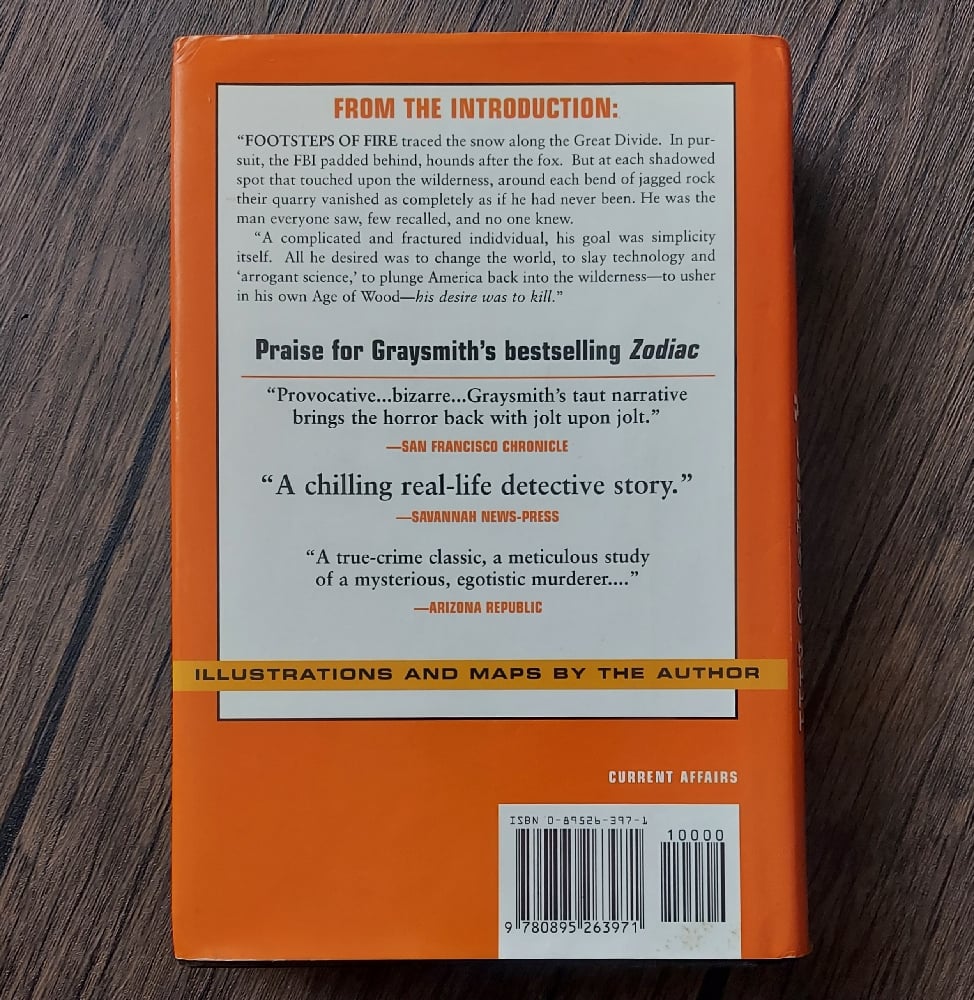 FROM THE INTRODUCTION:
“FOOTSTEPS OF FIRE traced the snow along the Great Divide. In pur-
suit, the FBI padded behind, hounds after the fox. But at each shadowed
spot that touched upon the wilderness, around each bend of jagged rock
their quarry vanished as completely as if he had never been. He was the
man everyone saw, few recalled, and no one knew.
“A complicated and fractured indidvidual, his goal was simplicity
itself. All he desired was to change the world, to slay technology and
‘arrogant science,’ to plunge America back into the wilderness—to usher
in his own Age of Wood—his desire was to kill.”
Praise for Graysmith’s bestselling Zodiac
“Provocative...bizarre...Graysmith’s taut narrative
brings the horror back with jolt upon jolt.”
—SAN FRANCISCO CHRONICLE
“A chilling real-life detective story.”
—SAVANNAH NEWS-PRESS
“A true-crime classic, a meticulous study
of a mysterious, egotistic murderer....”
—ARIZONA REPUBLIC
ILLUSTRATIONS AND MAPS BY THE AUTHOR
CURRENT AFFAIRS
ISBN 0-89526-397-1
10000
9 780895 263971